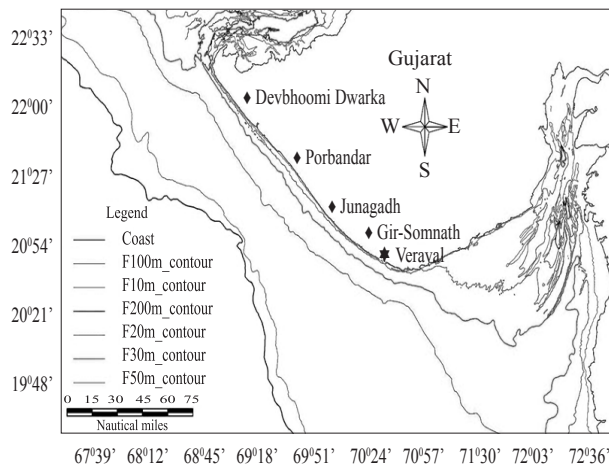 22⁰33'
22⁰00'
21⁰27'
20⁰54'
20⁰21'
19⁰48'
Gujarat
N
W E
S
Devbhoomi Dwarka
Porbandar
Junagadh
Gir-Somnath
Veraval
Legend
Coast
F100m_contour
F10m_contour
F200m_contour
F20m_contour
F30m_contour
F50m_contour
0 15 30 45 60 75
Nautical miles
67⁰39' 68⁰12' 68⁰45' 69⁰18' 69⁰51' 70⁰24' 70⁰57' 71⁰30' 72⁰03' 72⁰36'